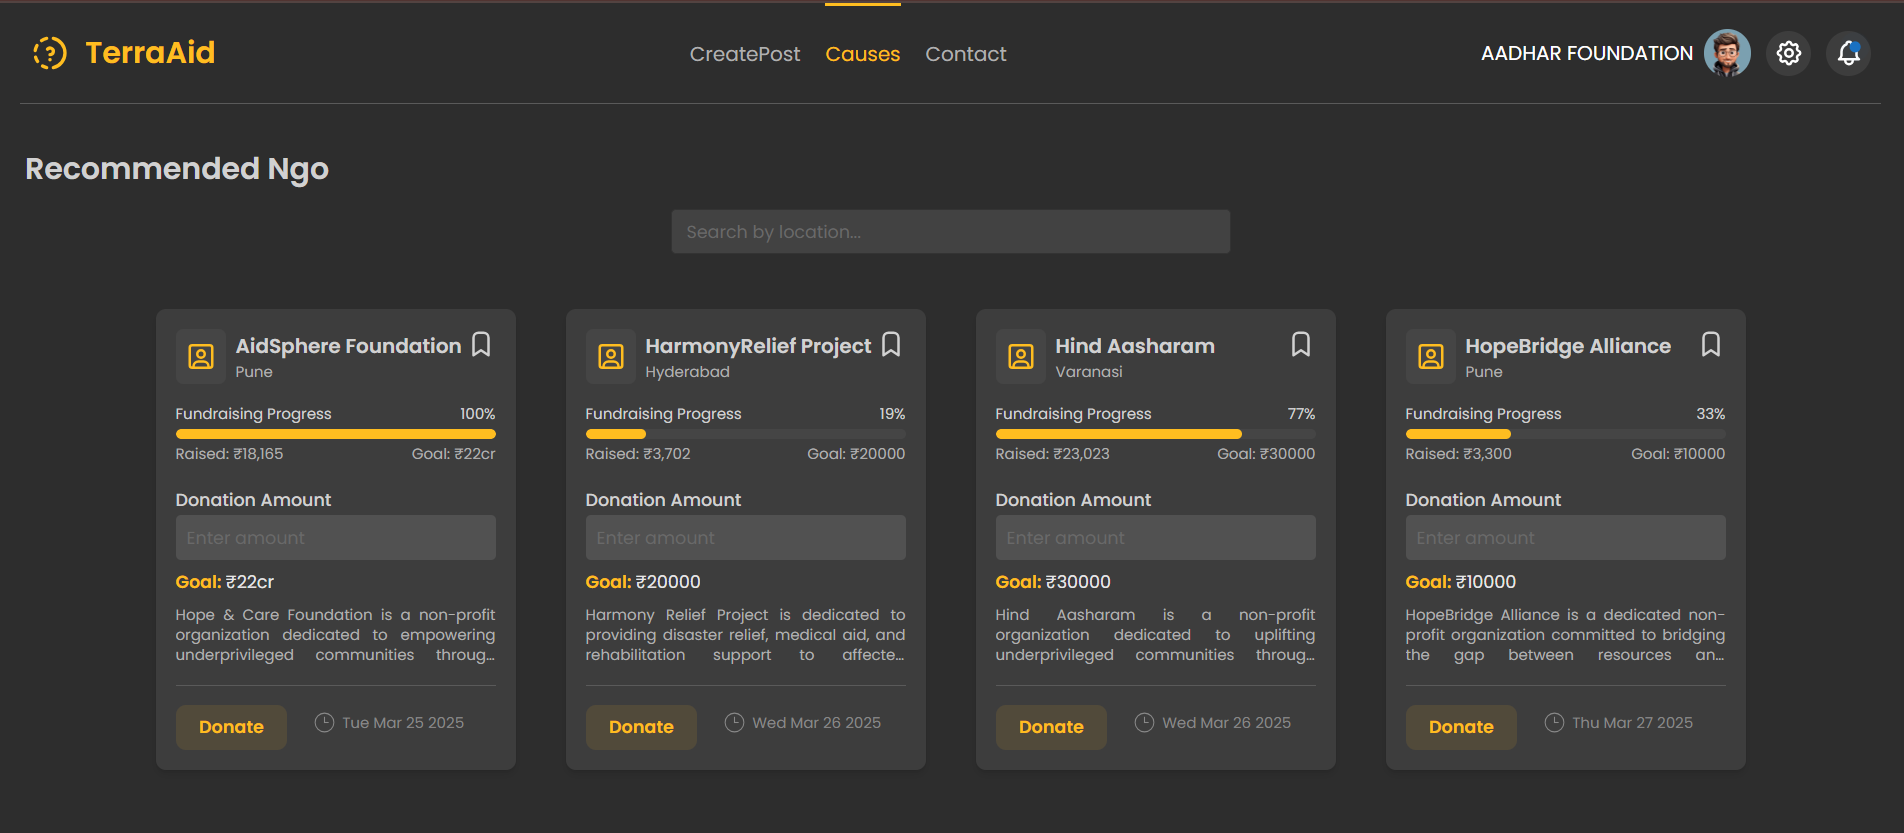 TerraAid
CreatePost Causes Contact
AADHAR FOUNDATION
Recommended Ngo
Search by location...
AidSphere Foundation
Pune
Fundraising Progress 100%
Raised: ₹18,165 Goal: ₹22cr
Donation Amount
Enter amount
Goal: ₹22cr
Hope & Care Foundation is a non-profit
organization dedicated to empowering
underprivileged communities throug...
Donate Tue Mar 25 2025
HarmonyRelief Project
Hyderabad
Fundraising Progress 19%
Raised: ₹3,702 Goal: ₹20000
Donation Amount
Enter amount
Goal: ₹20000
Harmony Relief Project is dedicated to
providing disaster relief, medical aid, and
rehabilitation support to affecte...
Donate Wed Mar 26 2025
Hind Aasharam
Varanasi
Fundraising Progress 77%
Raised: ₹23,023 Goal: ₹30000
Donation Amount
Enter amount
Goal: ₹30000
Hind Aasharam is a non-profit
organization dedicated to uplifting
underprivileged communities throug...
Donate Wed Mar 26 2025
HopeBridge Alliance
Pune
Fundraising Progress 33%
Raised: ₹3,300 Goal: ₹10000
Donation Amount
Enter amount
Goal: ₹10000
HopeBridge Alliance is a dedicated non-
profit organization committed to bridging
the gap between resources an...
Donate Thu Mar 27 2025